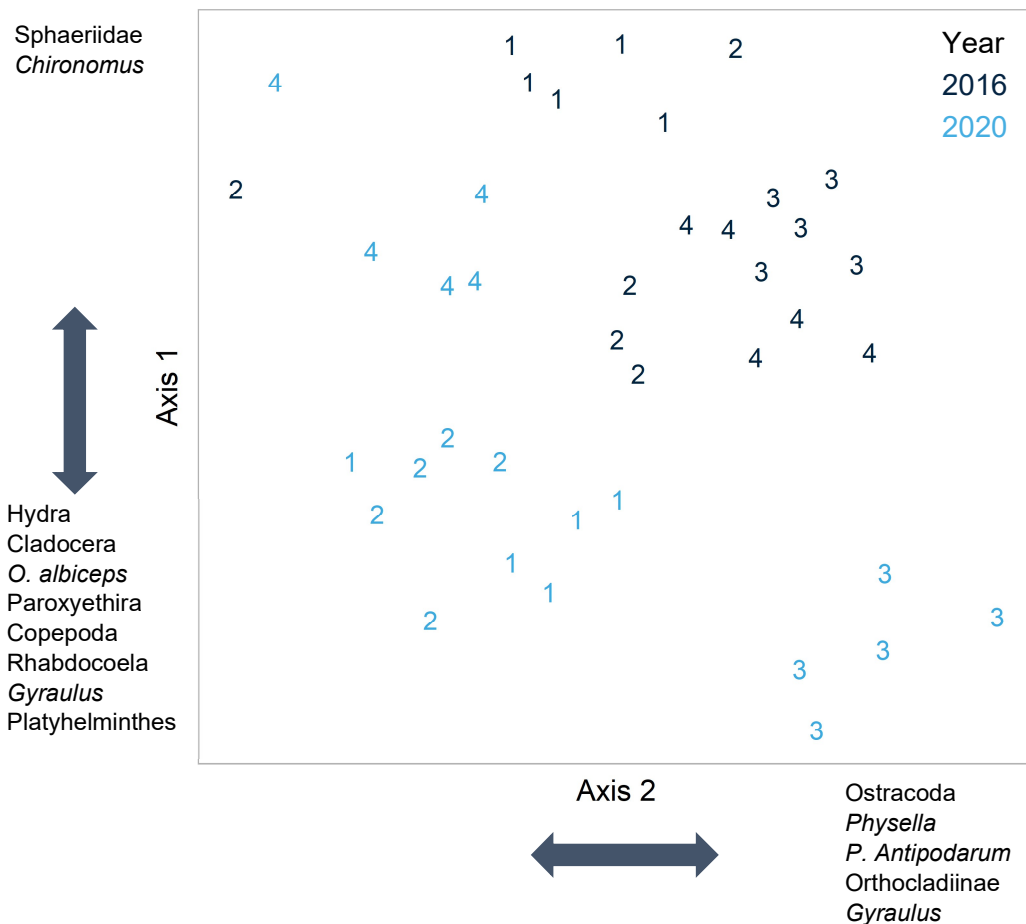 Sphaeriidae
Chironomus
Year
2016
2020
1 1 2
4 1
1
1
2 4 3
3
4 4 3
4 3 3
4 4 2
4
2 4 4
2
2
1 2 2
2 1
1
1 3
1
2 3
3
3
3
Axis 1
Hydra
Cladocera
O. albiceps
Paroxyethira
Copepoda
Rhabdocoela
Gyraulus
Platyhelminthes
Axis 2
Ostracoda
Physella
P. Antipodarum
Orthocladiinae
Gyraulus